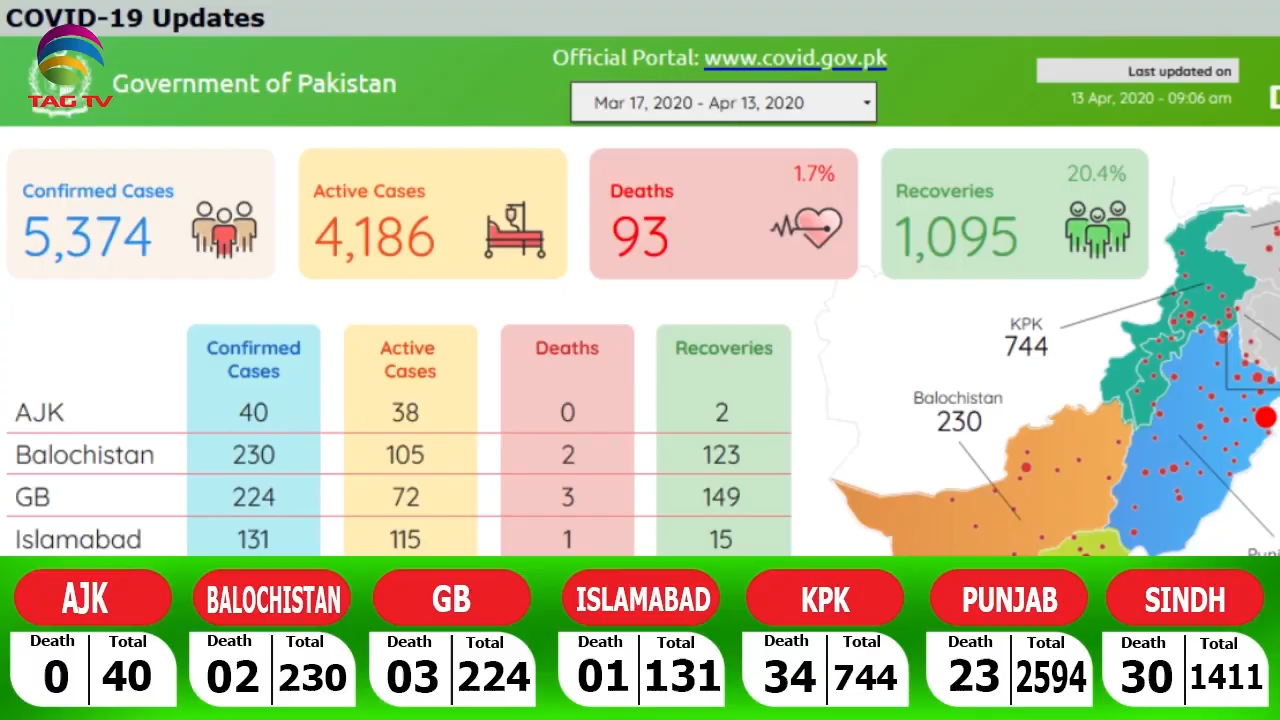 COVID-19 Updates
TAG TV
Government of Pakistan
Official Portal: www.covid.gov.pk
Mar 17, 2020 - Apr 13, 2020
Last updated on
13 Apr, 2020 - 09:06 am
Confirmed Cases
5,374
Active Cases
4,186
Deaths
1.7%
93
Recoveries
20.4%
1,095
Confirmed Cases Active Cases Deaths Recoveries
AJK 40 38 0 2
Balochistan 230 105 2 123
GB 224 72 3 149
Islamabad 131 115 1 15
KPK
744
Balochistan
230
AJK BALOCHISTAN GB ISLAMABAD KPK PUNJAB SINDH
Death Total Death Total Death Total Death Total Death Total Death Total Death Total
0 40 02 230 03 224 01 131 34 744 23 2594 30 1411